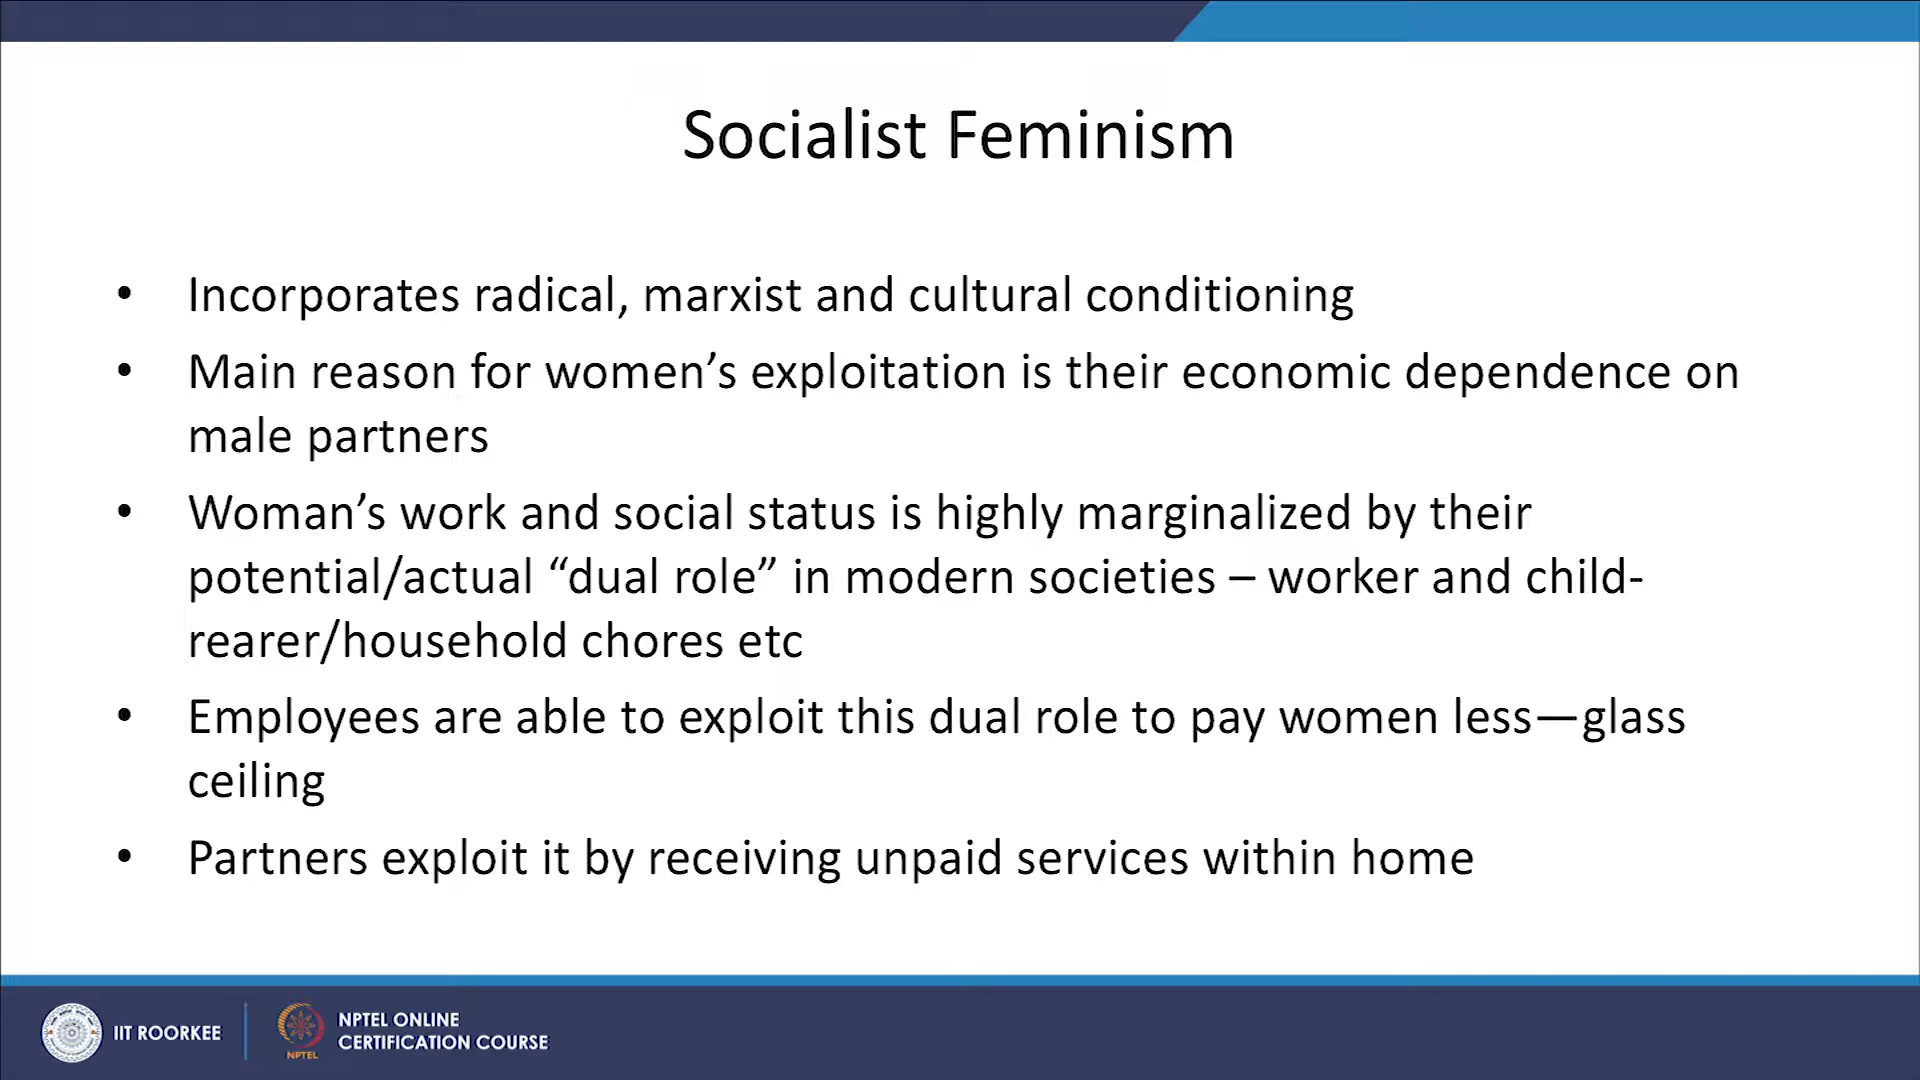 Socialist Feminism
• Incorporates radical, marxist and cultural conditioning
• Main reason for women’s exploitation is their economic dependence on
male partners
• Woman’s work and social status is highly marginalized by their
potential/actual “dual role” in modern societies – worker and child-
rearer/household chores etc
• Employees are able to exploit this dual role to pay women less—glass
ceiling
• Partners exploit it by receiving unpaid services within home
IIT ROORKEE
NPTEL
NPTEL ONLINE
CERTIFICATION COURSE